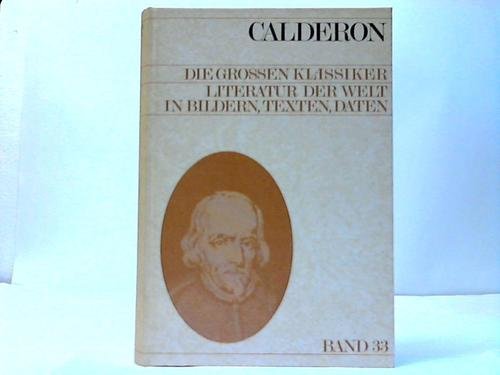 CALDERON
DIE GROSSEN KLASSIKER
LITERATUR DER WELT
IN BILDERN, TEXTEN, DATEN
BAND 33